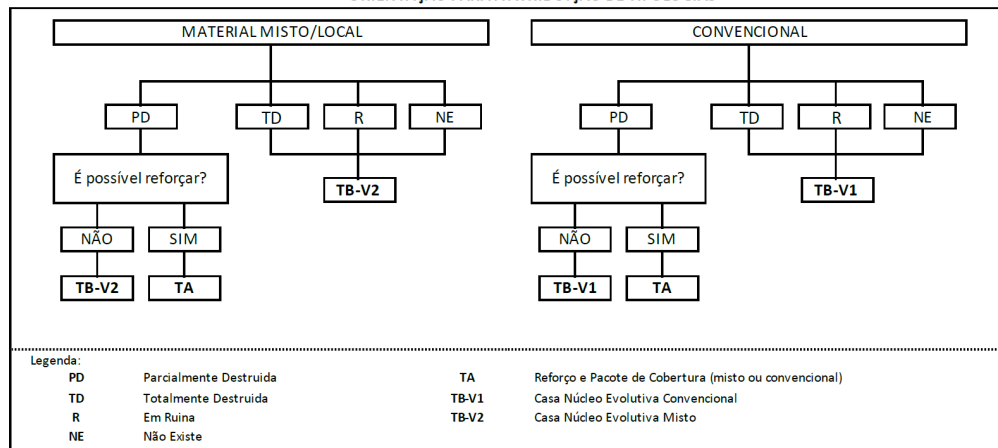 MATERIAL MISTO/LOCAL
CONVENCIONAL
PD
TD
R
NE
PD
TD
R
NE
É possível reforçar?
TB-V2
É possível reforçar?
TB-V1
NÃO
SIM
NÃO
SIM
TB-V2
TA
TB-V1
TA
Legenda:
PD Parcialmente Destruida
TA Reforço e Pacote de Cobertura (misto ou convencional)
TD Totalmente Destruida
TB-V1 Casa Núcleo Evolutiva Convencional
R Em Ruina
TB-V2 Casa Núcleo Evolutiva Misto
NE Não Existe